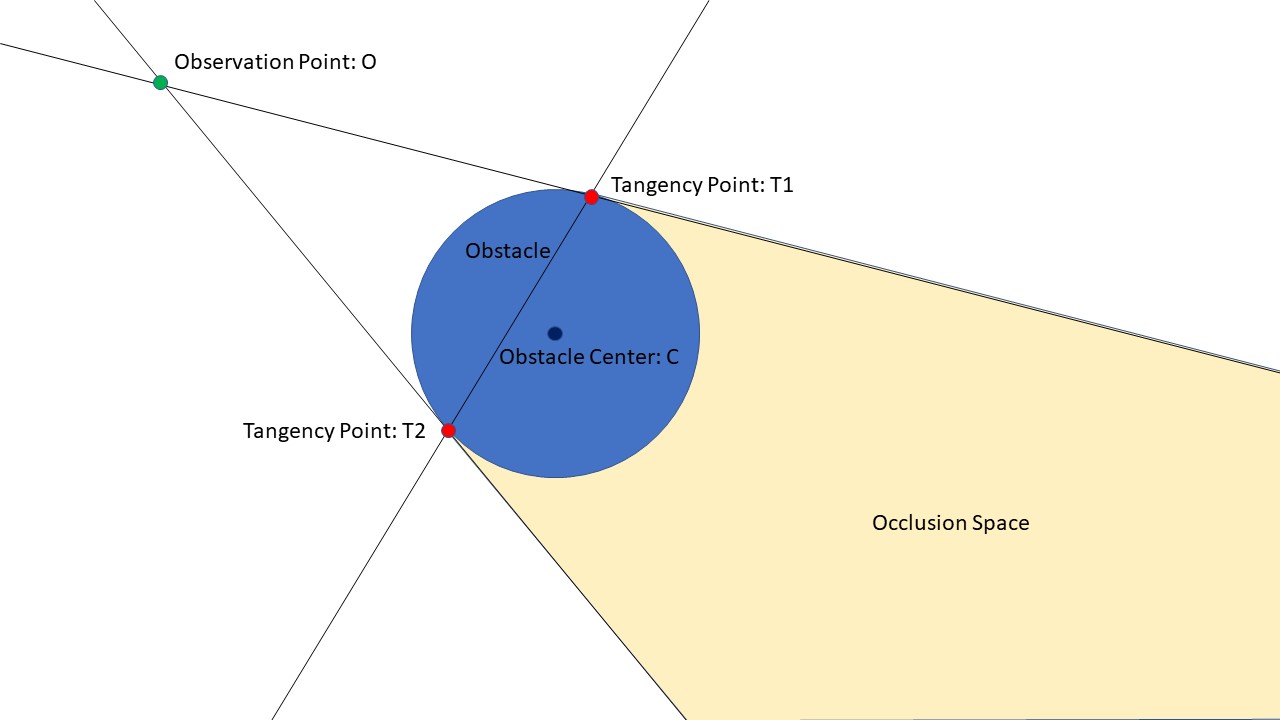 Observation Point: O
Tangency Point: T1
Obstacle
Obstacle Center: C
Tangency Point: T2
Occlusion Space